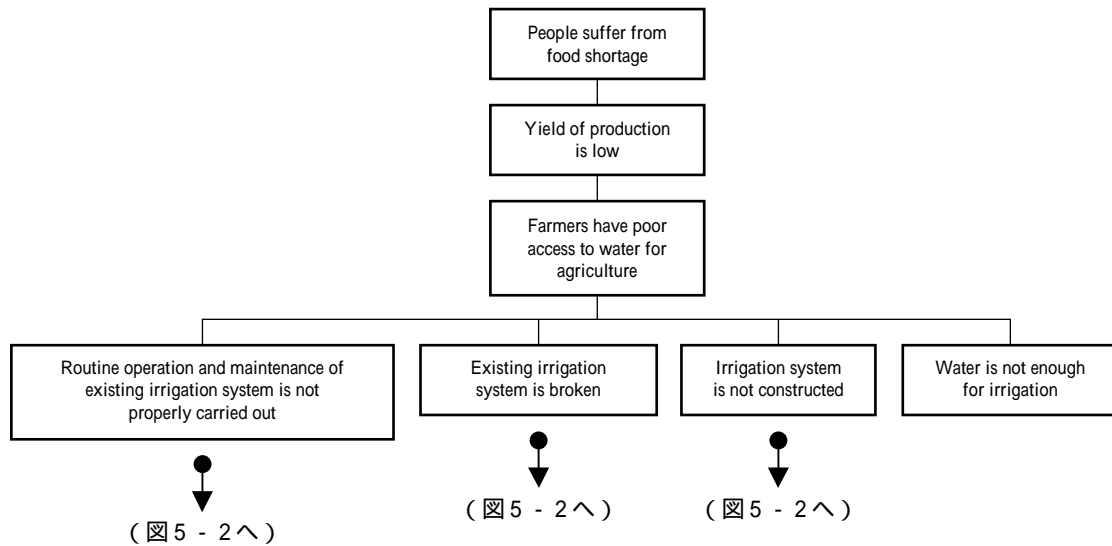 People suffer from
food shortage
Yield of production
is low
Farmers have poor
access to water for
agriculture
Routine operation and maintenance of
existing irrigation system is not
properly carried out
Existing irrigation
system is broken
Irrigation system
is not constructed
Water is not enough
for irrigation
(図5-2へ)
(図5-2へ)
(図5-2へ)